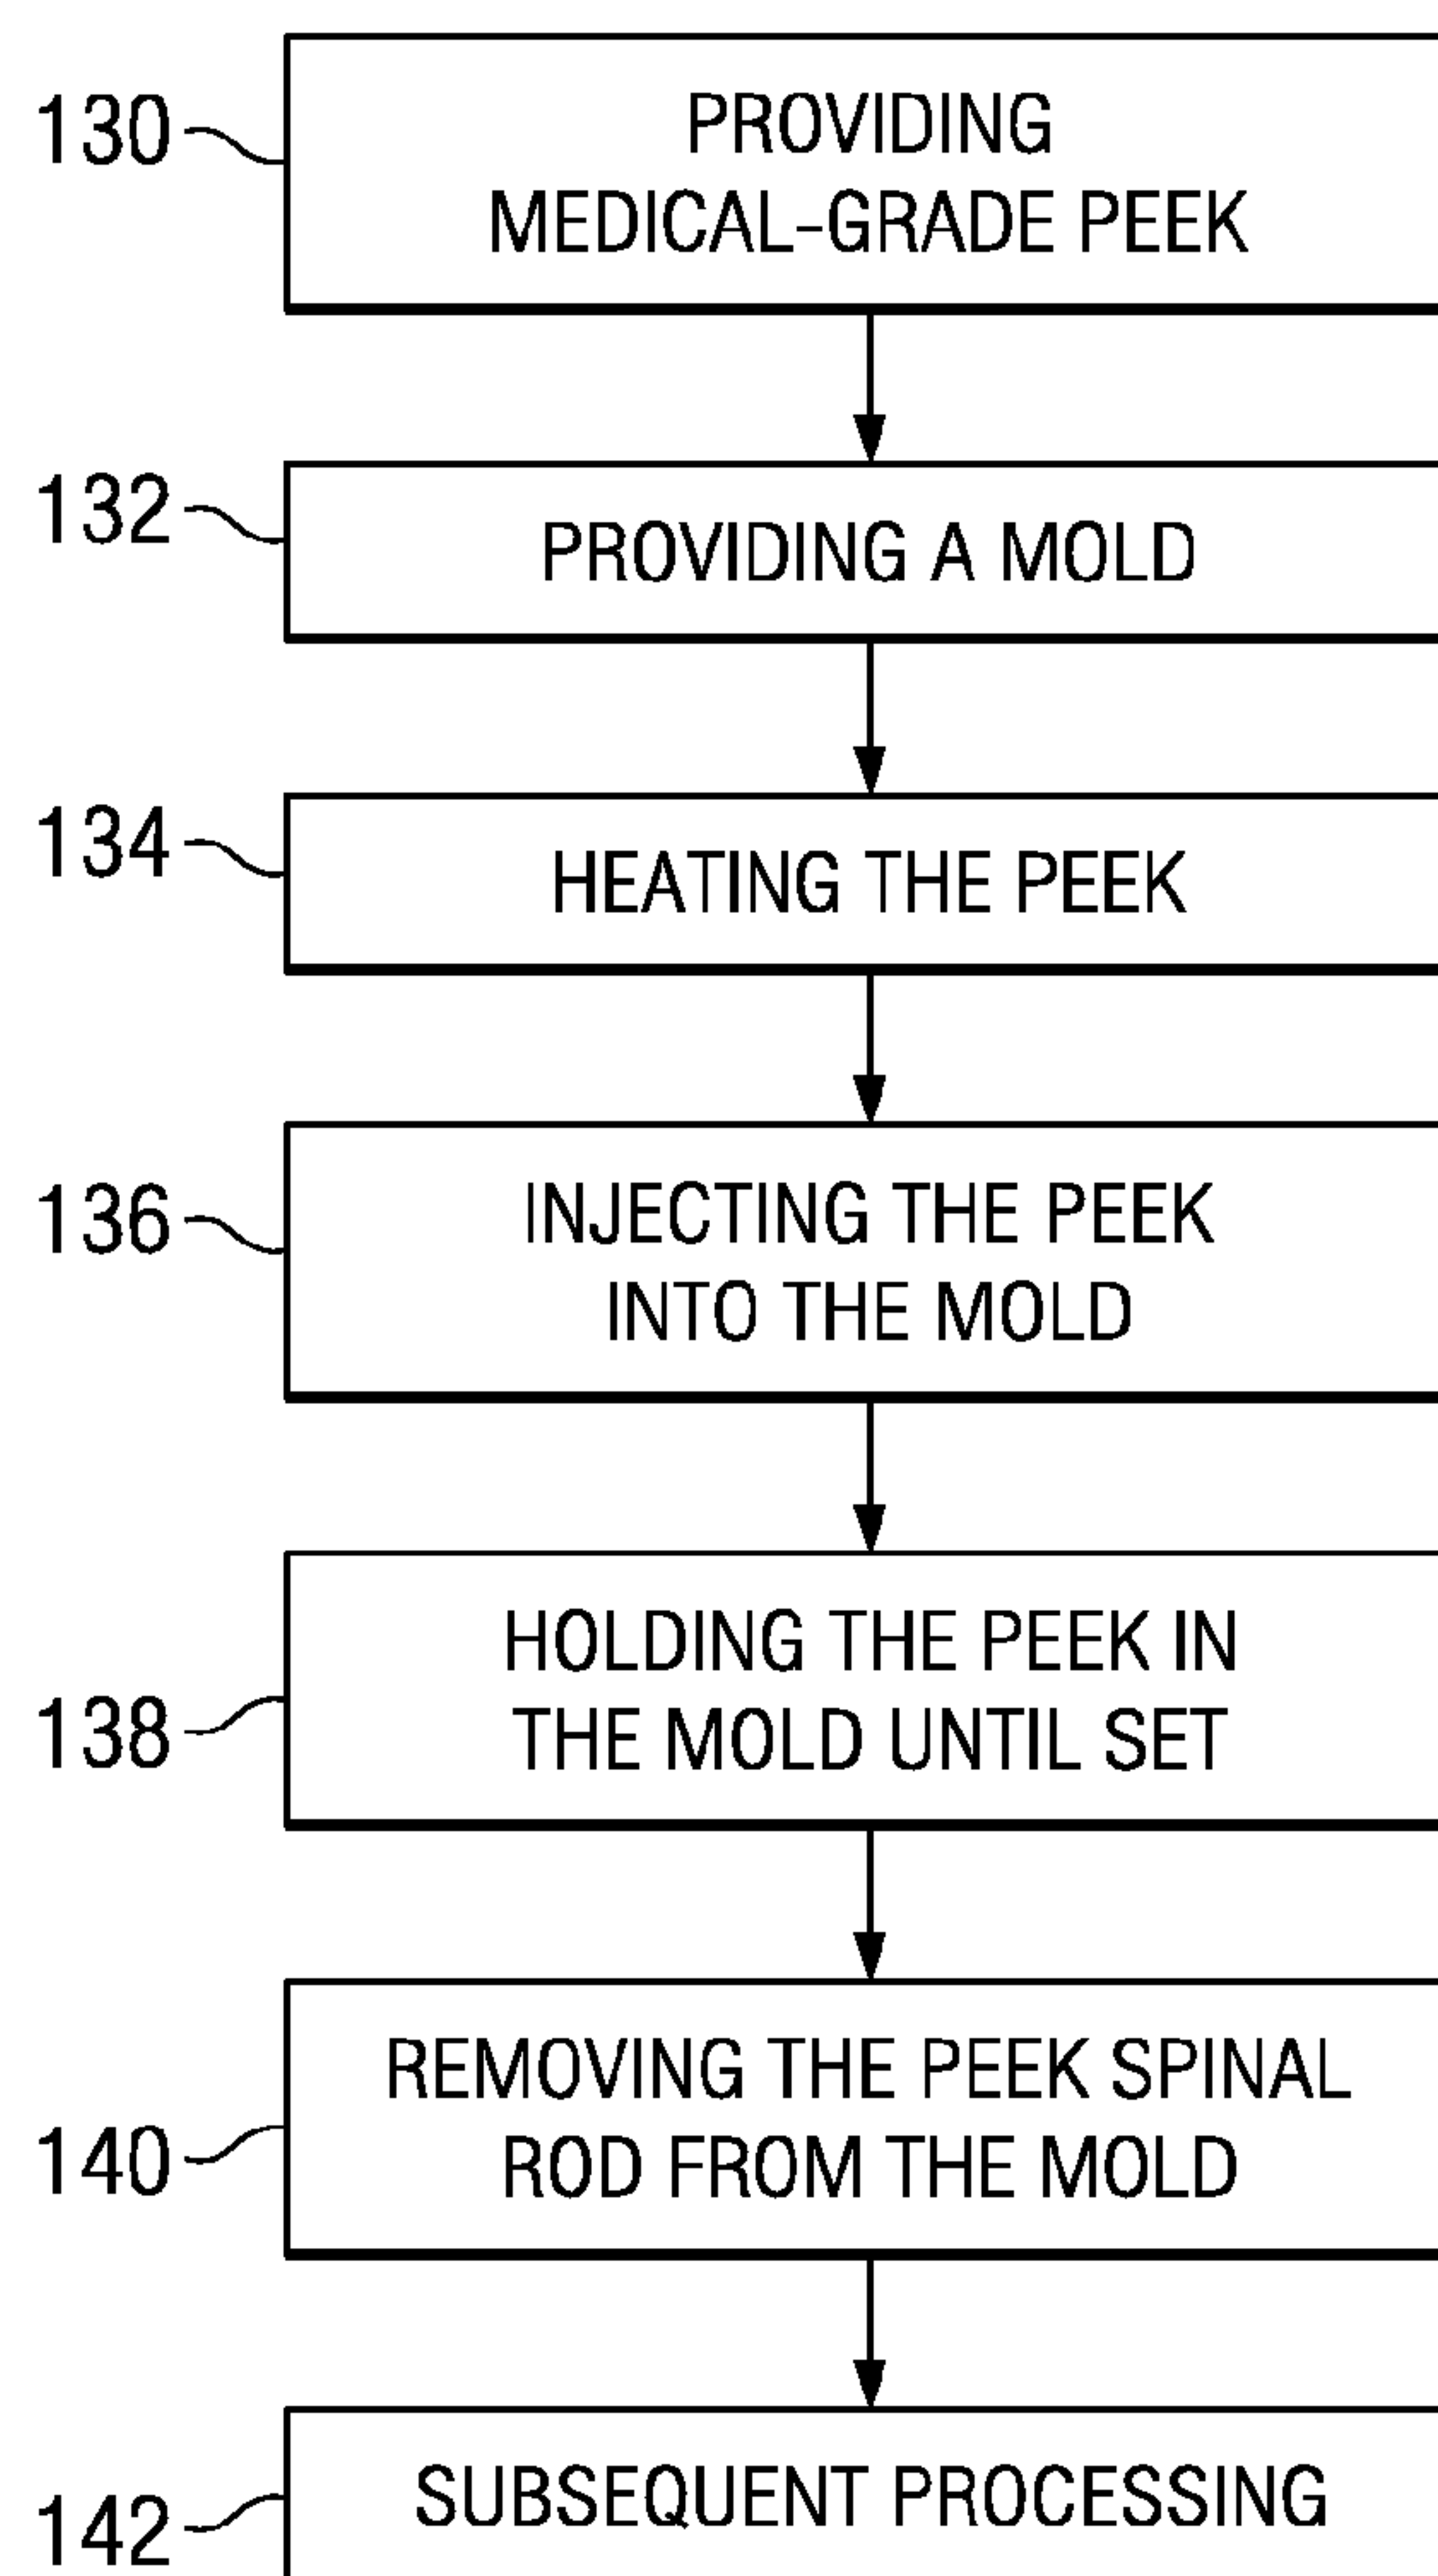 130
PROVIDING
MEDICAL-GRADE PEEK
132
PROVIDING A MOLD
134
HEATING THE PEEK
136
INJECTING THE PEEK
INTO THE MOLD
138
HOLDING THE PEEK IN
THE MOLD UNTIL SET
140
REMOVING THE PEEK SPINAL
ROD FROM THE MOLD
142
SUBSEQUENT PROCESSING